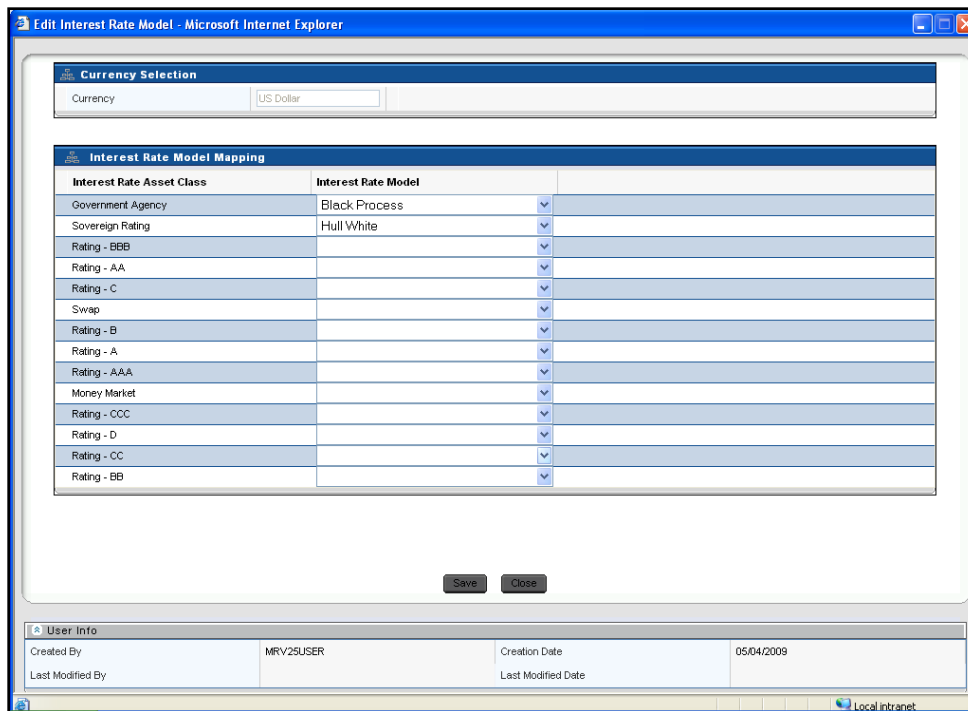 Edit Interest Rate Model - Microsoft Internet Explorer
Currency Selection
Currency US Dollar
Interest Rate Model Mapping
Interest Rate Asset Class Interest Rate Model
Government Agency Black Process
Sovereign Rating Hull White
Rating - BBB
Rating - AA
Rating - C
Swap
Rating - B
Rating - A
Rating - AAA
Money Market
Rating - CCC
Rating - D
Rating - CC
Rating - BB
Save Close
User Info
Created By MRV25USER Creation Date 05/04/2009
Last Modified By Last Modified Date
Local intranet